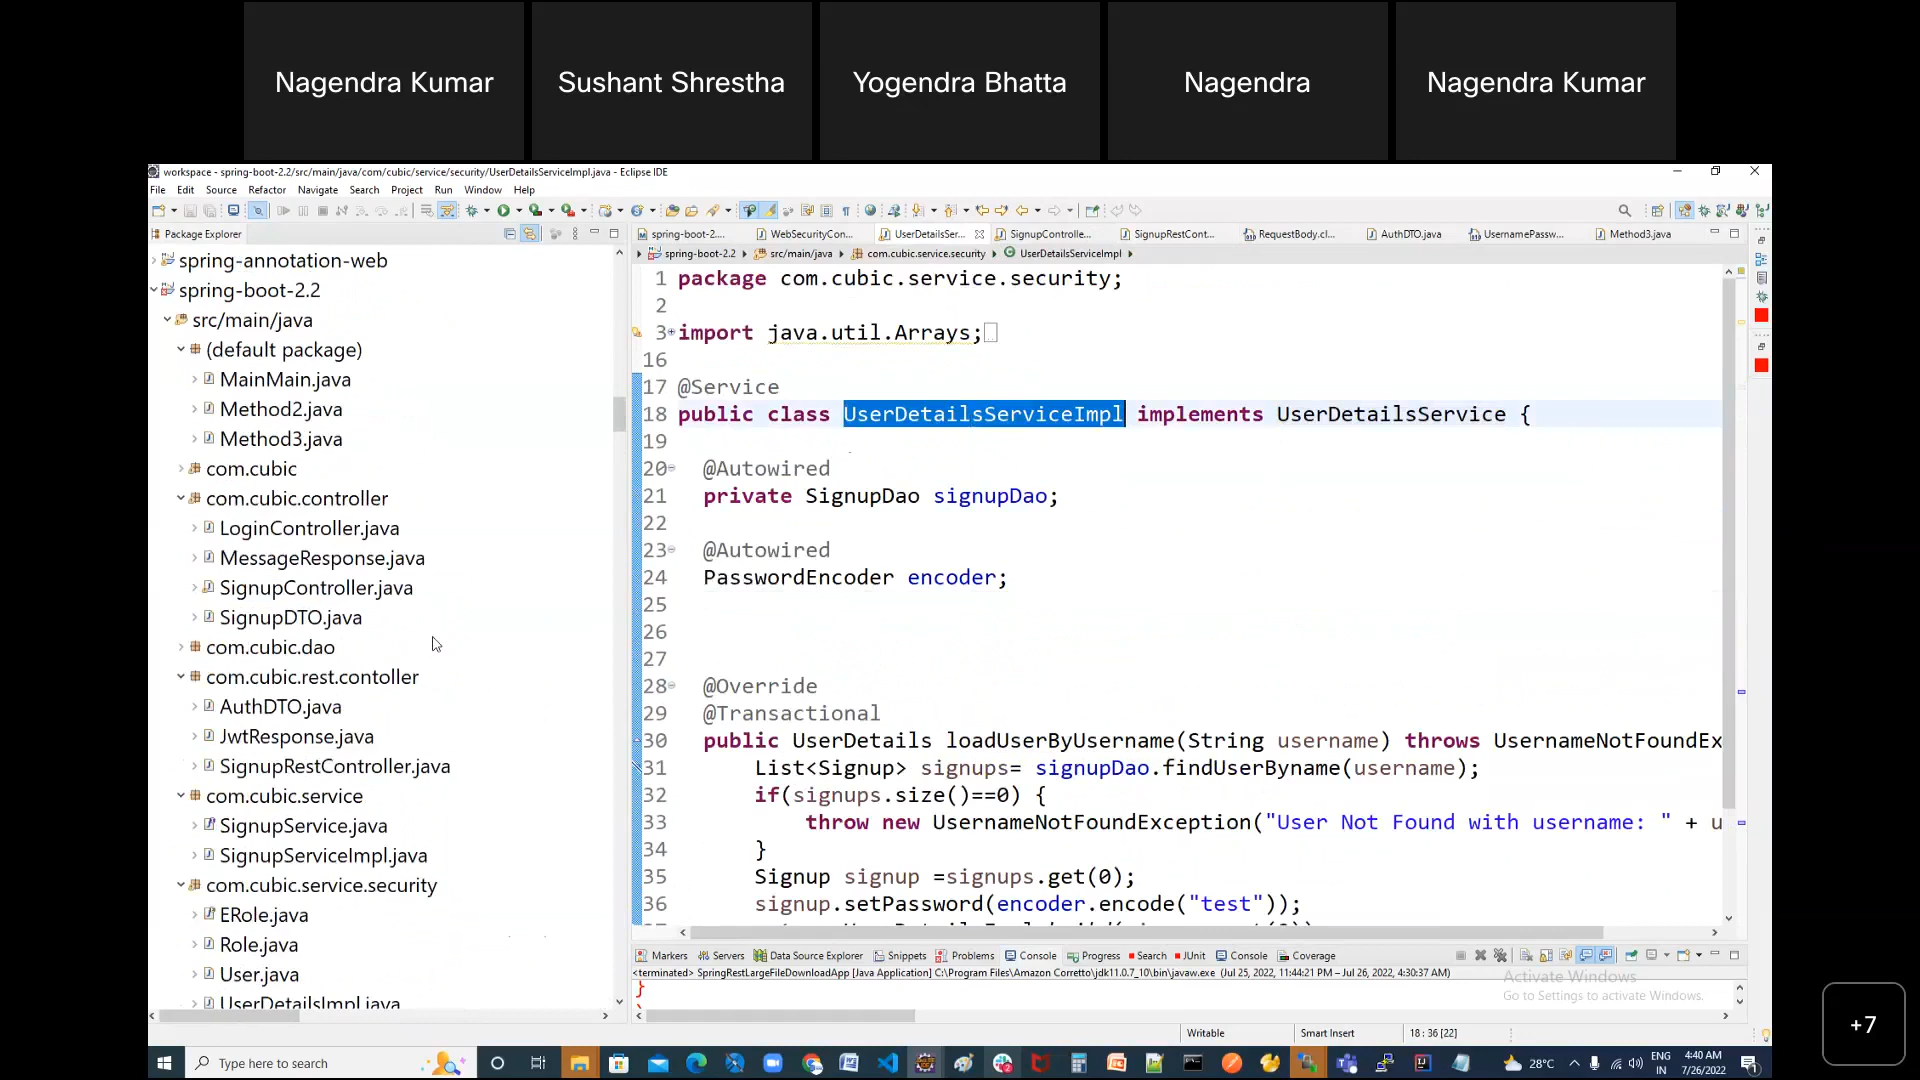 Nagendra Kumar
Sushant Shrestha
Yogendra Bhatta
Nagendra
Nagendra Kumar
workspace - spring-boot-2.2/src/main/java/com/cubic/service/security/UserDetailsServiceImpl.java - Eclipse IDE
File Edit Source Refactor Navigate Search Project Run Window Help
Package Explorer
spring-boot-2.... WebSecurityCon... UserDetailsSer... SignupControlle... SignupRestCont... RequestBody.cl... AuthDTO.java UsernamePassw... Method3.java
spring-boot-2.2 src/main/java com.cubic.service.security UserDetailsServiceImpl
spring-annotation-web
spring-boot-2.2
src/main/java
(default package)
MainMain.java
Method2.java
Method3.java
com.cubic
com.cubic.controller
LoginController.java
MessageResponse.java
SignupController.java
SignupDTO.java
com.cubic.dao
com.cubic.rest.contoller
AuthDTO.java
JwtResponse.java
SignupRestController.java
com.cubic.service
SignupService.java
SignupServiceImpl.java
com.cubic.service.security
ERole.java
Role.java
User.java
UserDetailsImpl.java
1 package com.cubic.service.security;
2
3 import java.util.Arrays;
16
17 @Service
18 public class UserDetailsServiceImpl implements UserDetailsService {
19
20 @Autowired
21 private SignupDao signupDao;
22
23 @Autowired
24 PasswordEncoder encoder;
25
26
27
28 @Override
29 @Transactional
30 public UserDetails loadUserByUsername(String username) throws UsernameNotFoundEx
31 List<Signup> signups= signupDao.findUserByname(username);
32 if(signups.size()==0) {
33 throw new UsernameNotFoundException("User Not Found with username: " + u
34 }
35 Signup signup =signups.get(0);
36 signup.setPassword(encoder.encode("test"));
Markers Servers Data Source Explorer Snippets Problems Console Progress Search JUnit Console Coverage
<terminated> SpringRestLargeFileDownloadApp [Java Application] C:\Program Files\Amazon Corretto\jdk11.0.7_10\bin\javaw.exe (Jul 25, 2022, 11:44:21 PM – Jul 26, 2022, 4:30:37 AM)
}
Activate Windows
Go to Settings to activate Windows.
Writable Smart Insert 18 : 36 [22]
+7
Type here to search
28°C
ENG
IN
4:40 AM
7/26/2022
1